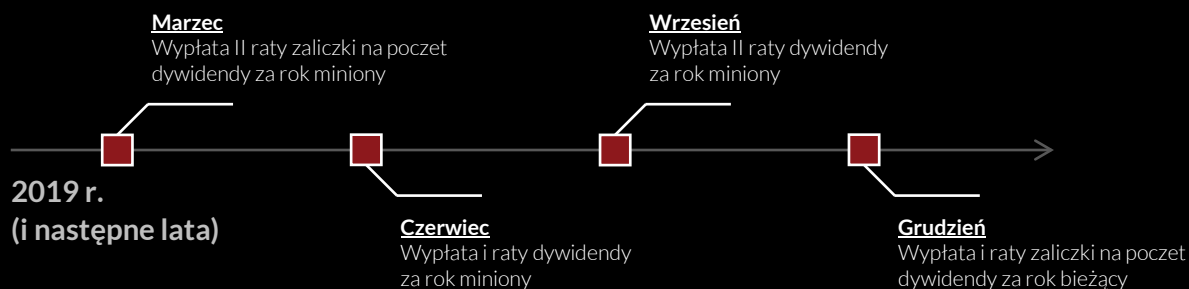 Marzec
Wypłata II raty zaliczki na poczet
dywidendy za rok miniony
Wrzesień
Wypłata II raty dywidendy
za rok miniony
2019 r.
(i następne lata)
Czerwiec
Wypłata i raty dywidendy
za rok miniony
Grudzień
Wypłata i raty zaliczki na poczet
dywidendy za rok bieżący